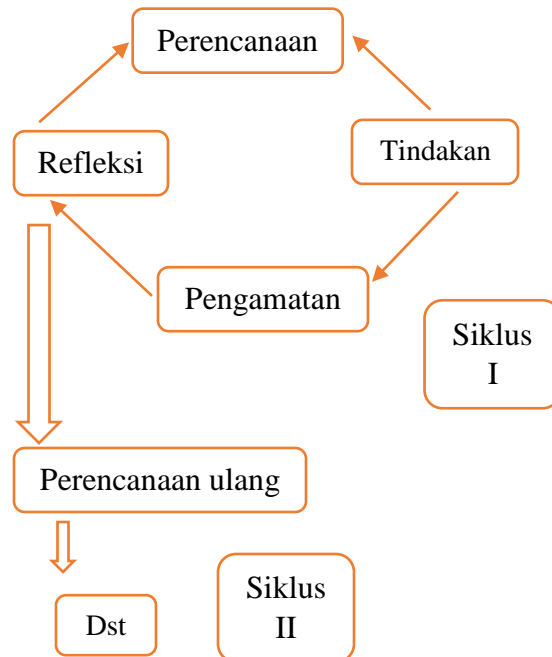 Perencanaan
Refleksi
Tindakan
Pengamatan
Siklus
I
Perencanaan ulang
Siklus
II
Dst